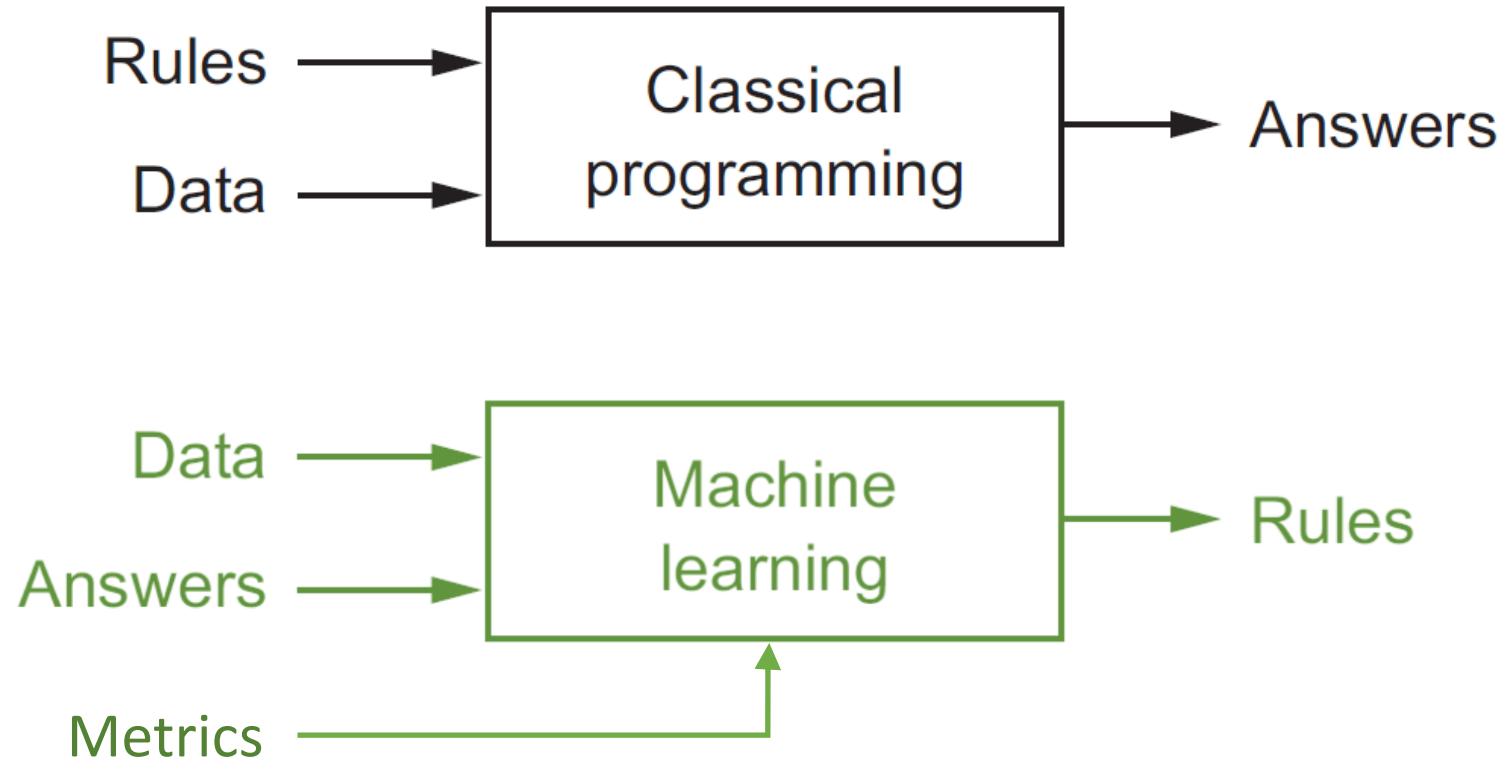 Rules
Data
Classical
programming
Answers
Data
Answers
Metrics
Machine
learning
Rules